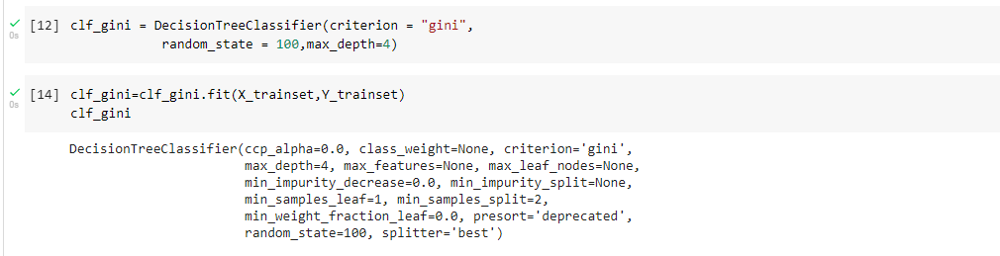 [12] clf_gini = DecisionTreeClassifier(criterion = "gini",
random_state = 100,max_depth=4)
0s
[14] clf_gini=clf_gini.fit(X_trainset,Y_trainset)
0s
clf_gini
DecisionTreeClassifier(ccp_alpha=0.0, class_weight=None, criterion='gini',
max_depth=4, max_features=None, max_leaf_nodes=None,
min_impurity_decrease=0.0, min_impurity_split=None,
min_samples_leaf=1, min_samples_split=2,
min_weight_fraction_leaf=0.0, presort='deprecated',
random_state=100, splitter='best')